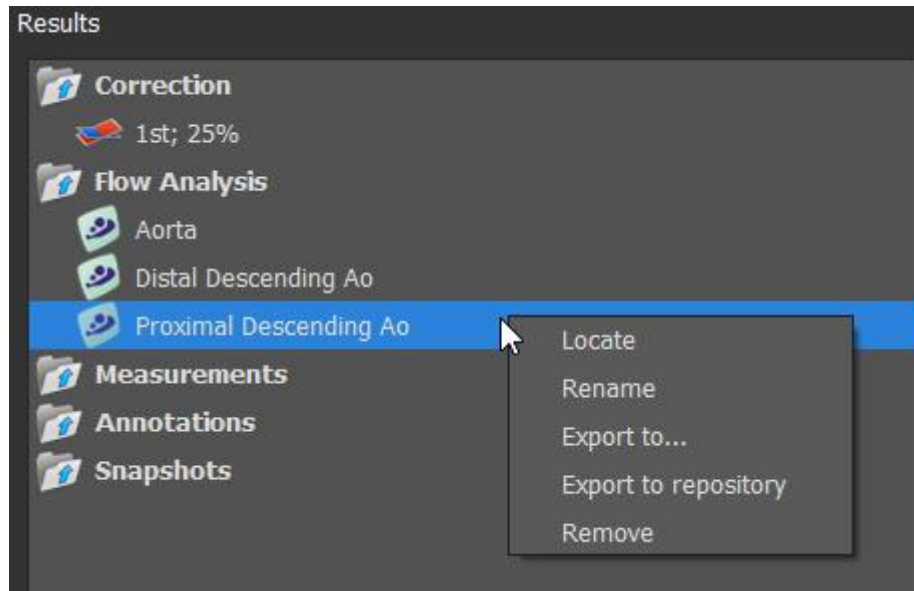 Results
Correction
1st; 25%
Flow Analysis
Aorta
Distal Descending Ao
Proximal Descending Ao
Locate
Rename
Export to...
Export to repository
Remove
Measurements
Annotations
Snapshots